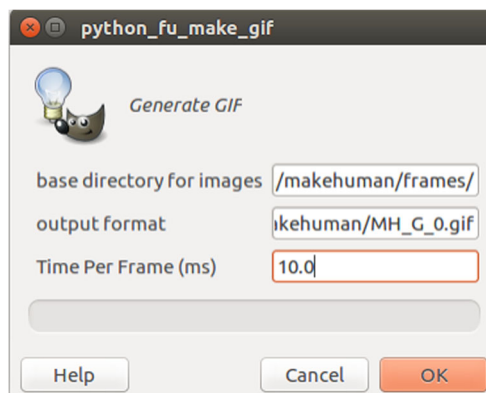 python_fu_make_gif
Generate GIF
base directory for images /makehuman/frames/
output format kehuman/MH_G_0.gif
Time Per Frame (ms) 10.0
Help Cancel OK